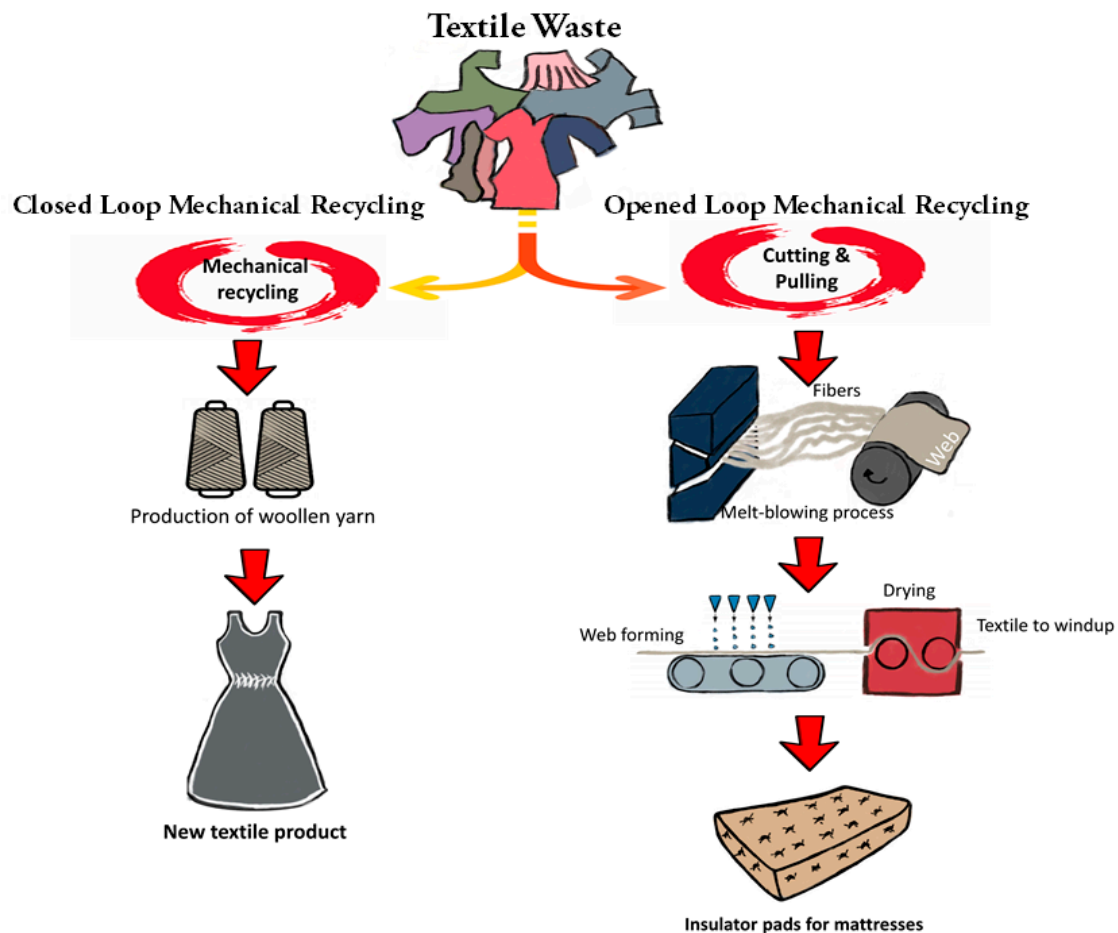 Textile Waste
Closed Loop Mechanical Recycling
Mechanical
recycling
Production of woollen yarn
New textile product
Opened Loop Mechanical Recycling
Cutting &
Pulling
Fibers
Web
Melt-blowing process
Drying
Web forming
Textile to windup
Insulator pads for mattresses